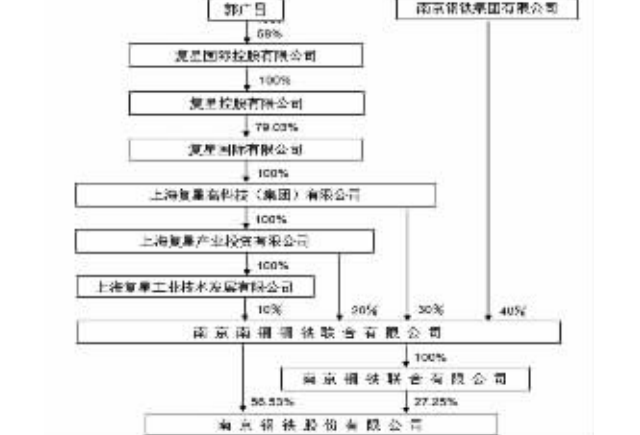 郭广昌
南京钢铁集团有限公司
58%
复星国际控股有限公司
100%
复星控股有限公司
79.03%
复星国际有限公司
100%
上海复星高科技（集团）有限公司
100%
上海复星产业投资有限公司
100%
上海复星工业技术发展有限公司
10%
20%
30%
40%
南京南钢钢铁联合有限公司
100%
南京钢铁联合有限公司
56.53%
27.25%
南京钢铁股份有限公司